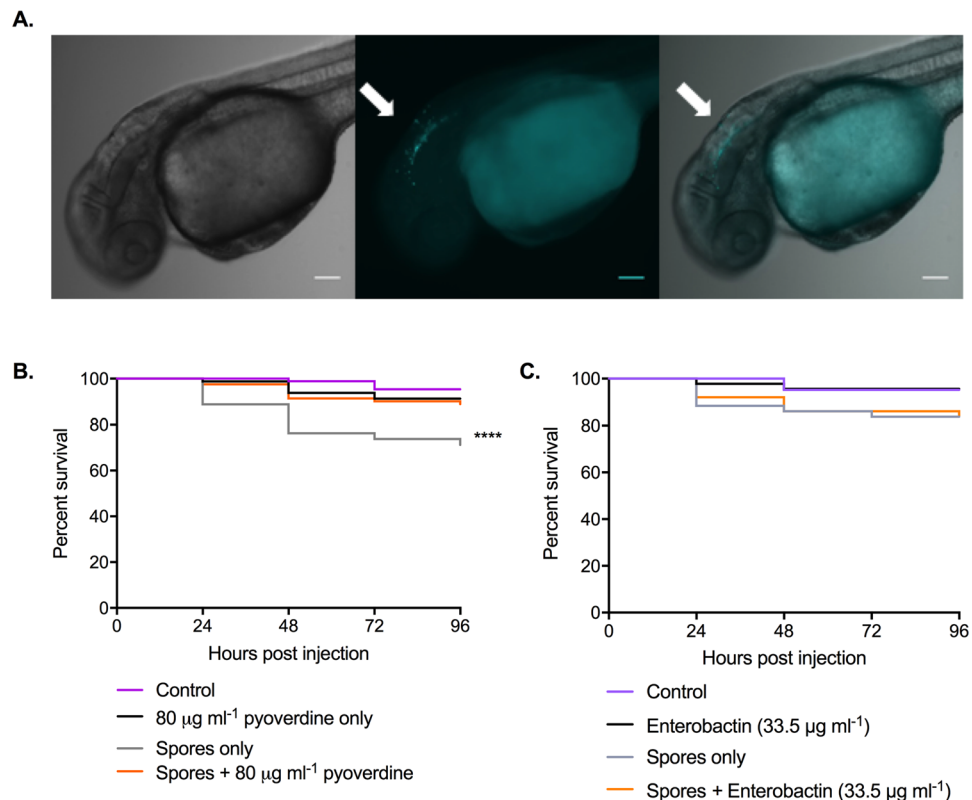 A.
B.
100
80
60
40
20
0
Percent survival
0 24 48 72 96
Hours post injection
****
Control
80 µg ml-1 pyoverdine only
Spores only
Spores + 80 µg ml-1 pyoverdine
C.
100
80
60
40
20
0
Percent survival
0 24 48 72 96
Hours post injection
Control
Enterobactin (33.5 µg ml-1)
Spores only
Spores + Enterobactin (33.5 µg ml-1)